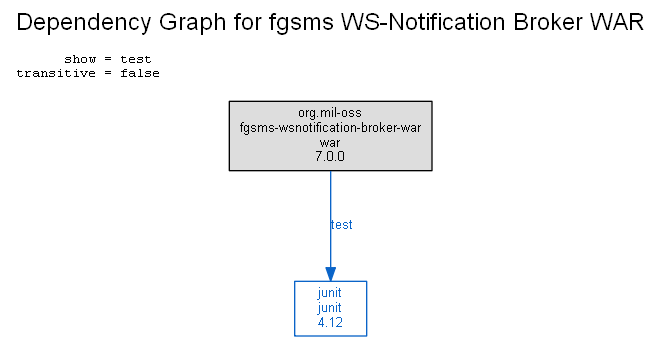 Dependency Graph for fgsms WS-Notification Broker WAR
show = test
transitive = false
org.mil-oss
fgsms-wsnotification-broker-war
war
7.0.0
test
junit
junit
4.12